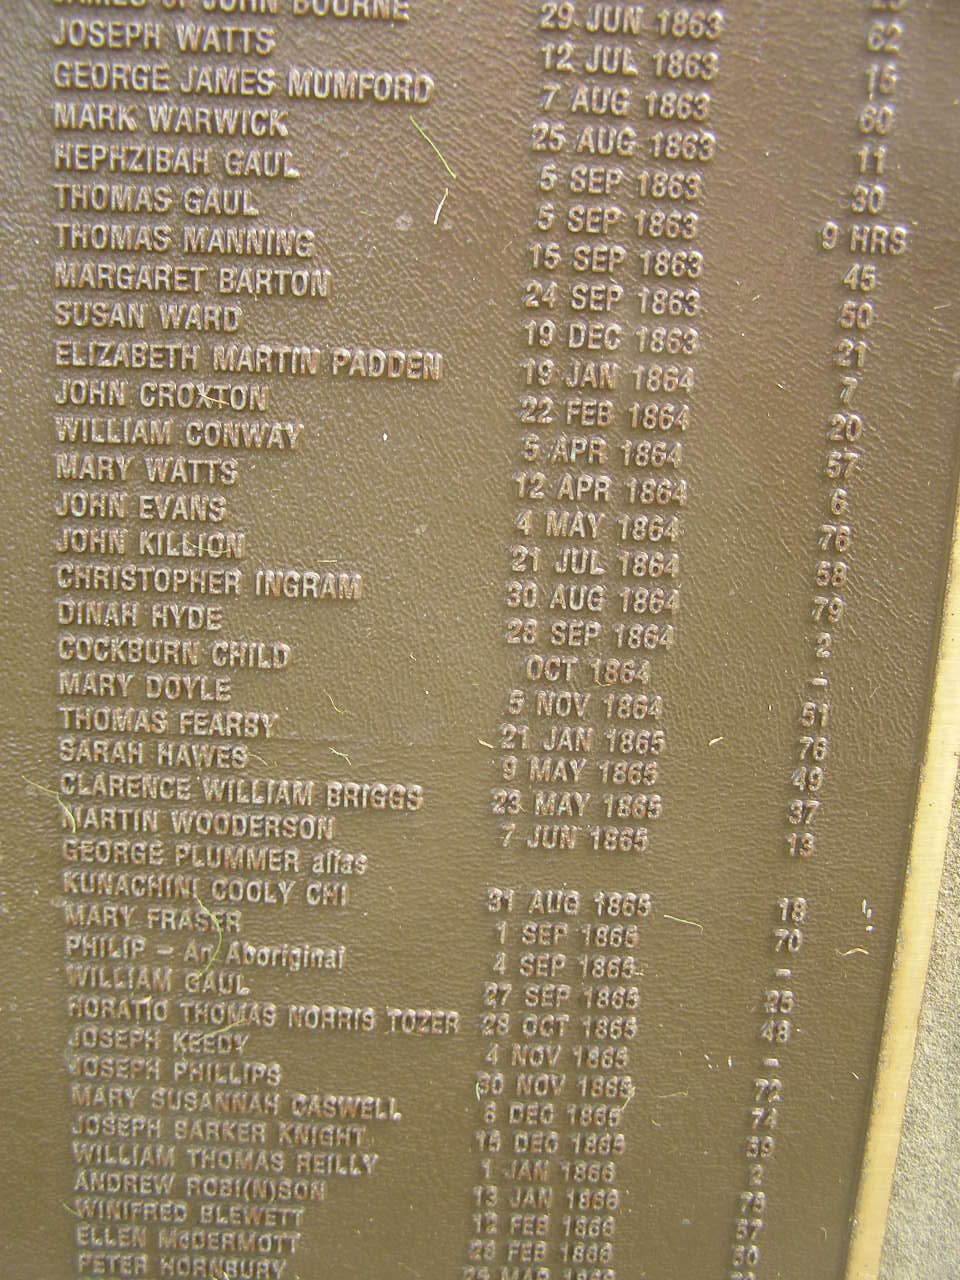 JOHN BOURNE 29 JUN 1863 62
JOSEPH WATTS 12 JUL 1863 15
GEORGE JAMES MUMFORD 7 AUG 1863 60
MARK WARWICK 25 AUG 1863 11
HEPHZIBAH GAUL 5 SEP 1863 30
THOMAS GAUL 5 SEP 1863 9 HRS
THOMAS MANNING 15 SEP 1863 45
MARGARET BARTON 24 SEP 1863 50
SUSAN WARD 19 DEC 1863 21
ELIZABETH MARTIN PADDEN 19 JAN 1864 7
JOHN CROXTON 22 FEB 1864 20
WILLIAM CONWAY 5 APR 1864 57
MARY WATTS 12 APR 1864 6
JOHN EVANS 4 MAY 1864 76
JOHN KILLION 21 JUL 1864 58
CHRISTOPHER INGRAM 30 AUG 1864 79
DINAH HYDE 28 SEP 1864 2
COCKBURN CHILD OCT 1864 -
MARY DOYLE 5 NOV 1864 51
THOMAS FEARBY 21 JAN 1865 76
SARAH HAWES 9 MAY 1865 49
CLARENCE WILLIAM BRIGGS 23 MAY 1865 37
MARTIN WOODERSON 7 JUN 1865 13
GEORGE PLUMMER alias
KUNACHINI COOLY CHI 31 AUG 1865 18
MARY FRASER 1 SEP 1865 70
PHILIP – An Aboriginal 4 SEP 1865 -
WILLIAM GAUL 27 SEP 1865 25
HORATIO THOMAS NORRIS TOZER 28 OCT 1865 48
JOSEPH KEEDY 4 NOV 1865 -
JOSEPH PHILLIPS 30 NOV 1865 72
MARY SUSANNAH CASWELL 6 DEC 1865 74
JOSEPH BARKER KNIGHT 15 DEC 1865 59
WILLIAM THOMAS REILLY 1 JAN 1866 2
ANDREW ROBI(N)SON 13 JAN 1866 75
WINIFRED BLEWETT 12 FEB 1866 57
ELLEN McDERMOTT FEB 1866 50
PETER HORNBURY MAR 1866